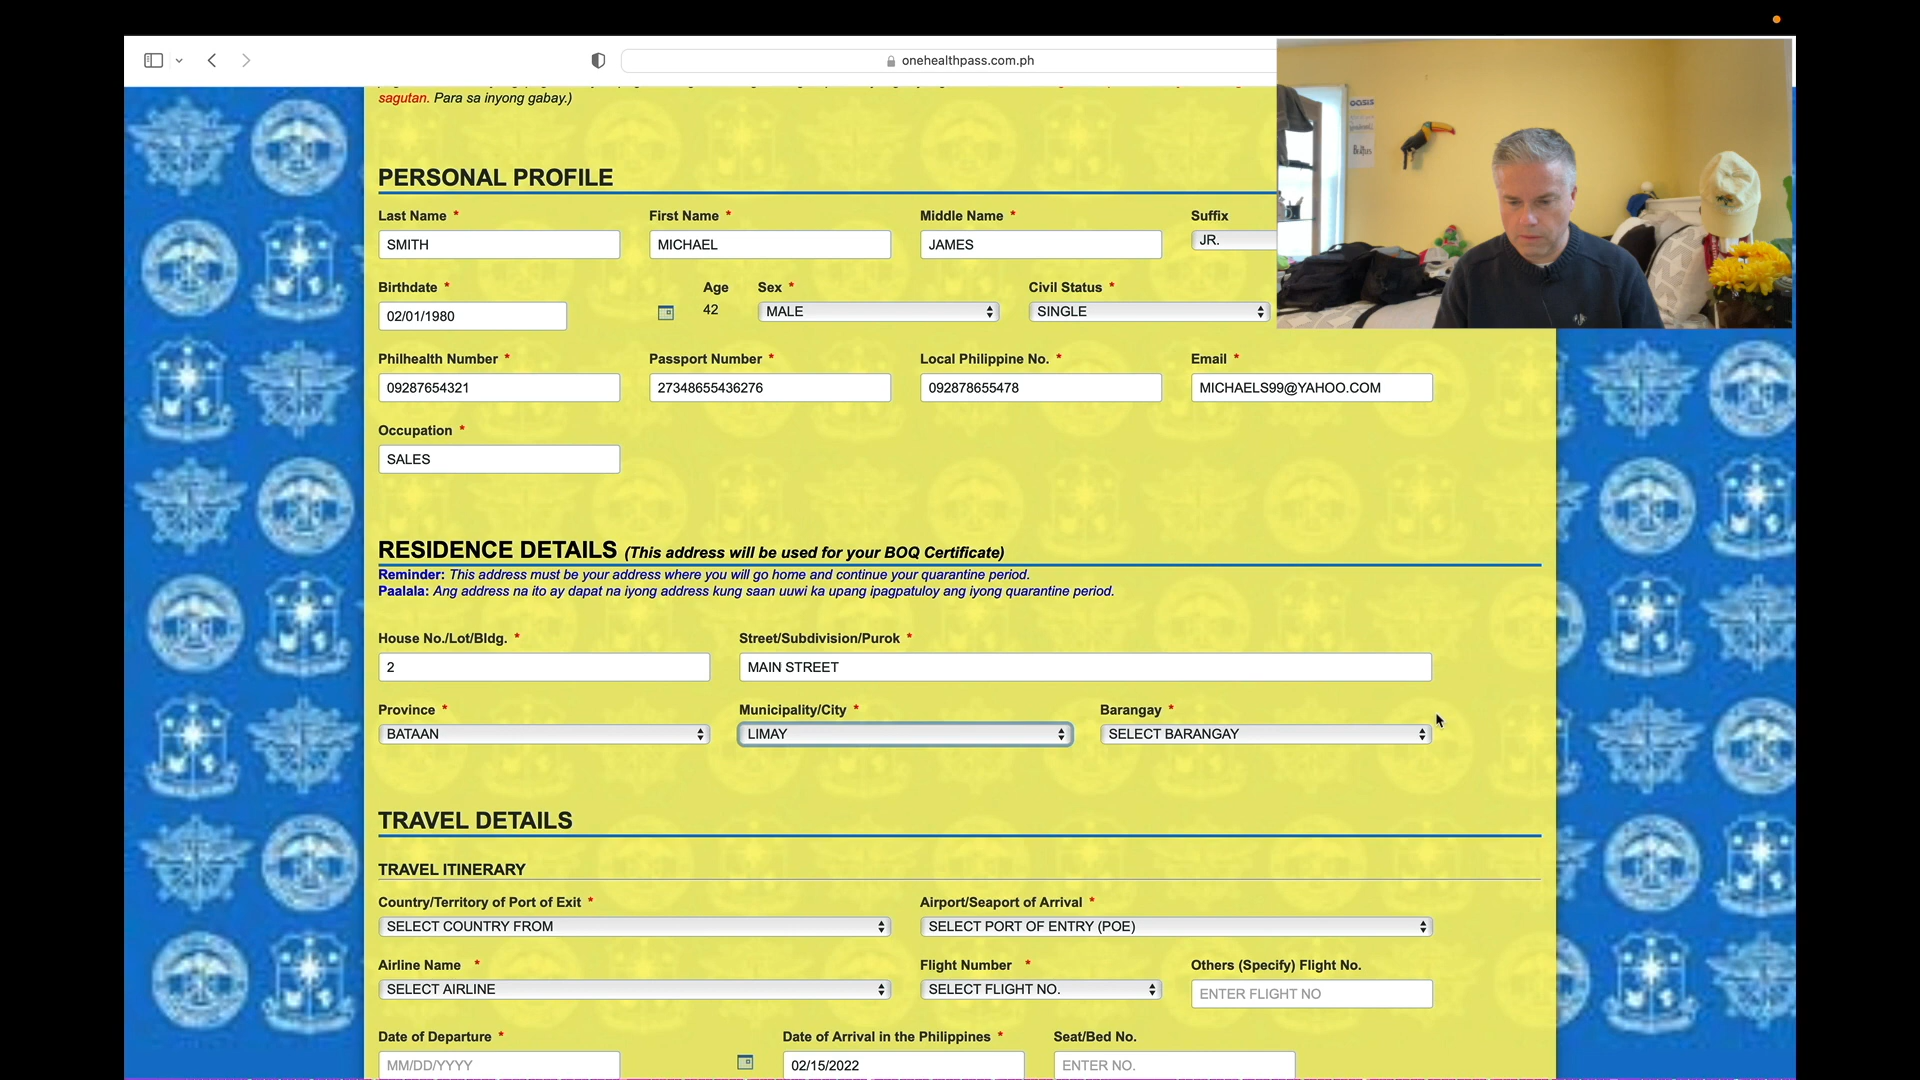 onehealthpass.com.ph
sagutan. Para sa inyong gabay.)
PERSONAL PROFILE
Last Name * First Name * Middle Name * Suffix
SMITH MICHAEL JAMES JR.
Birthdate * Age Sex * Civil Status *
02/01/1980 42 MALE SINGLE
Philhealth Number * Passport Number * Local Philippine No. * Email *
09287654321 27348655436276 092878655478 MICHAELS99@YAHOO.COM
Occupation *
SALES
RESIDENCE DETAILS (This address will be used for your BOQ Certificate)
Reminder: This address must be your address where you will go home and continue your quarantine period.
Paalala: Ang address na ito ay dapat na iyong address kung saan uuwi ka upang ipagpatuloy ang iyong quarantine period.
House No./Lot/Bldg. * Street/Subdivision/Purok *
2 MAIN STREET
Province * Municipality/City * Barangay *
BATAAN LIMAY SELECT BARANGAY
TRAVEL DETAILS
TRAVEL ITINERARY
Country/Territory of Port of Exit * Airport/Seaport of Arrival *
SELECT COUNTRY FROM SELECT PORT OF ENTRY (POE)
Airline Name * Flight Number * Others (Specify) Flight No.
SELECT AIRLINE SELECT FLIGHT NO. ENTER FLIGHT NO
Date of Departure * Date of Arrival in the Philippines * Seat/Bed No.
MM/DD/YYYY 02/15/2022 ENTER NO.
oasis